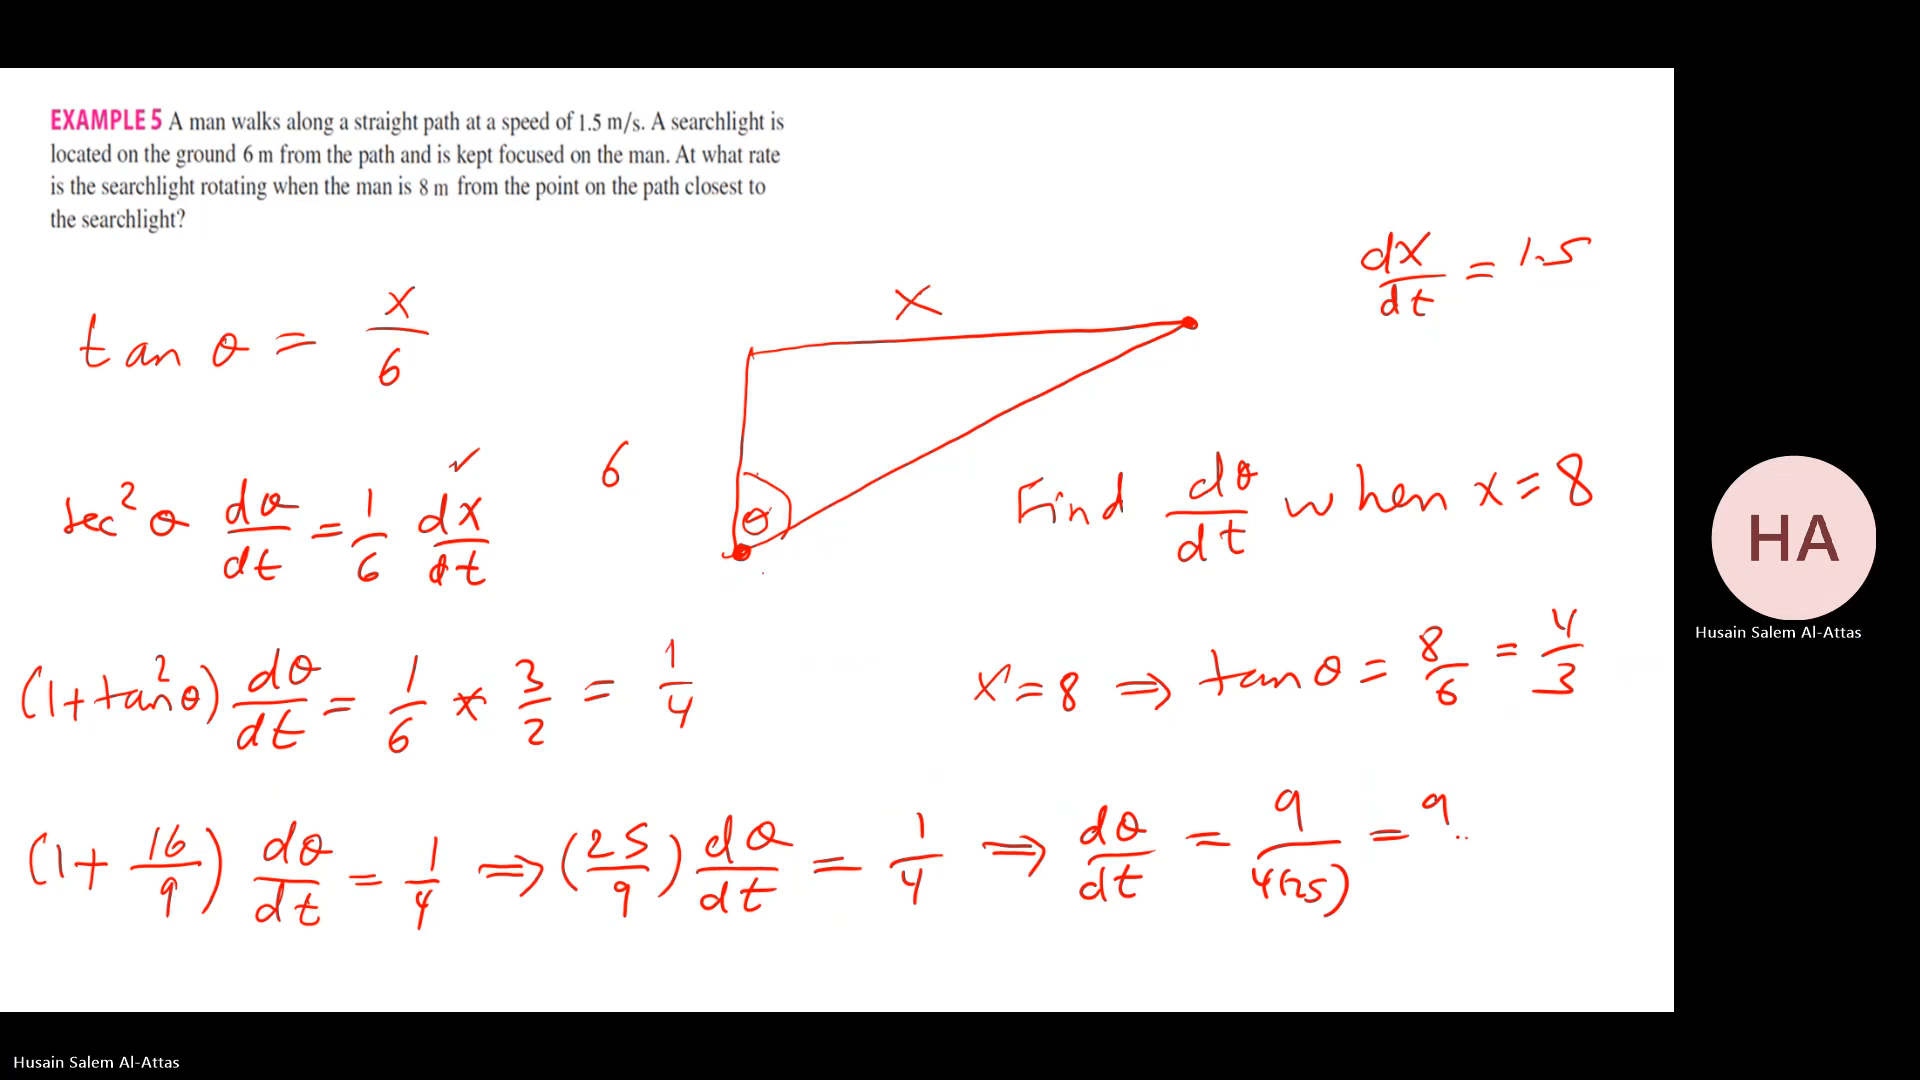 EXAMPLE 5 A man walks along a straight path at a speed of 1.5 m/s. A searchlight is
located on the ground 6 m from the path and is kept focused on the man. At what rate
is the searchlight rotating when the man is 8 m from the point on the path closest to
the searchlight?
dx/dt = 1.5
tan θ = x/6
x
6
θ
sec² θ dθ/dt = 1/6 dx/dt ✓
Find dθ/dt when x = 8
(1 + tan² θ) dθ/dt = 1/6 * 3/2 = 1/4
x = 8 ⇒ tan θ = 8/6 = 4/3
(1 + 16/9) dθ/dt = 1/4 ⇒ (25/9) dθ/dt = 1/4 ⇒ dθ/dt = 9/4(25) = 9
HA
Husain Salem Al-Attas
Husain Salem Al-Attas